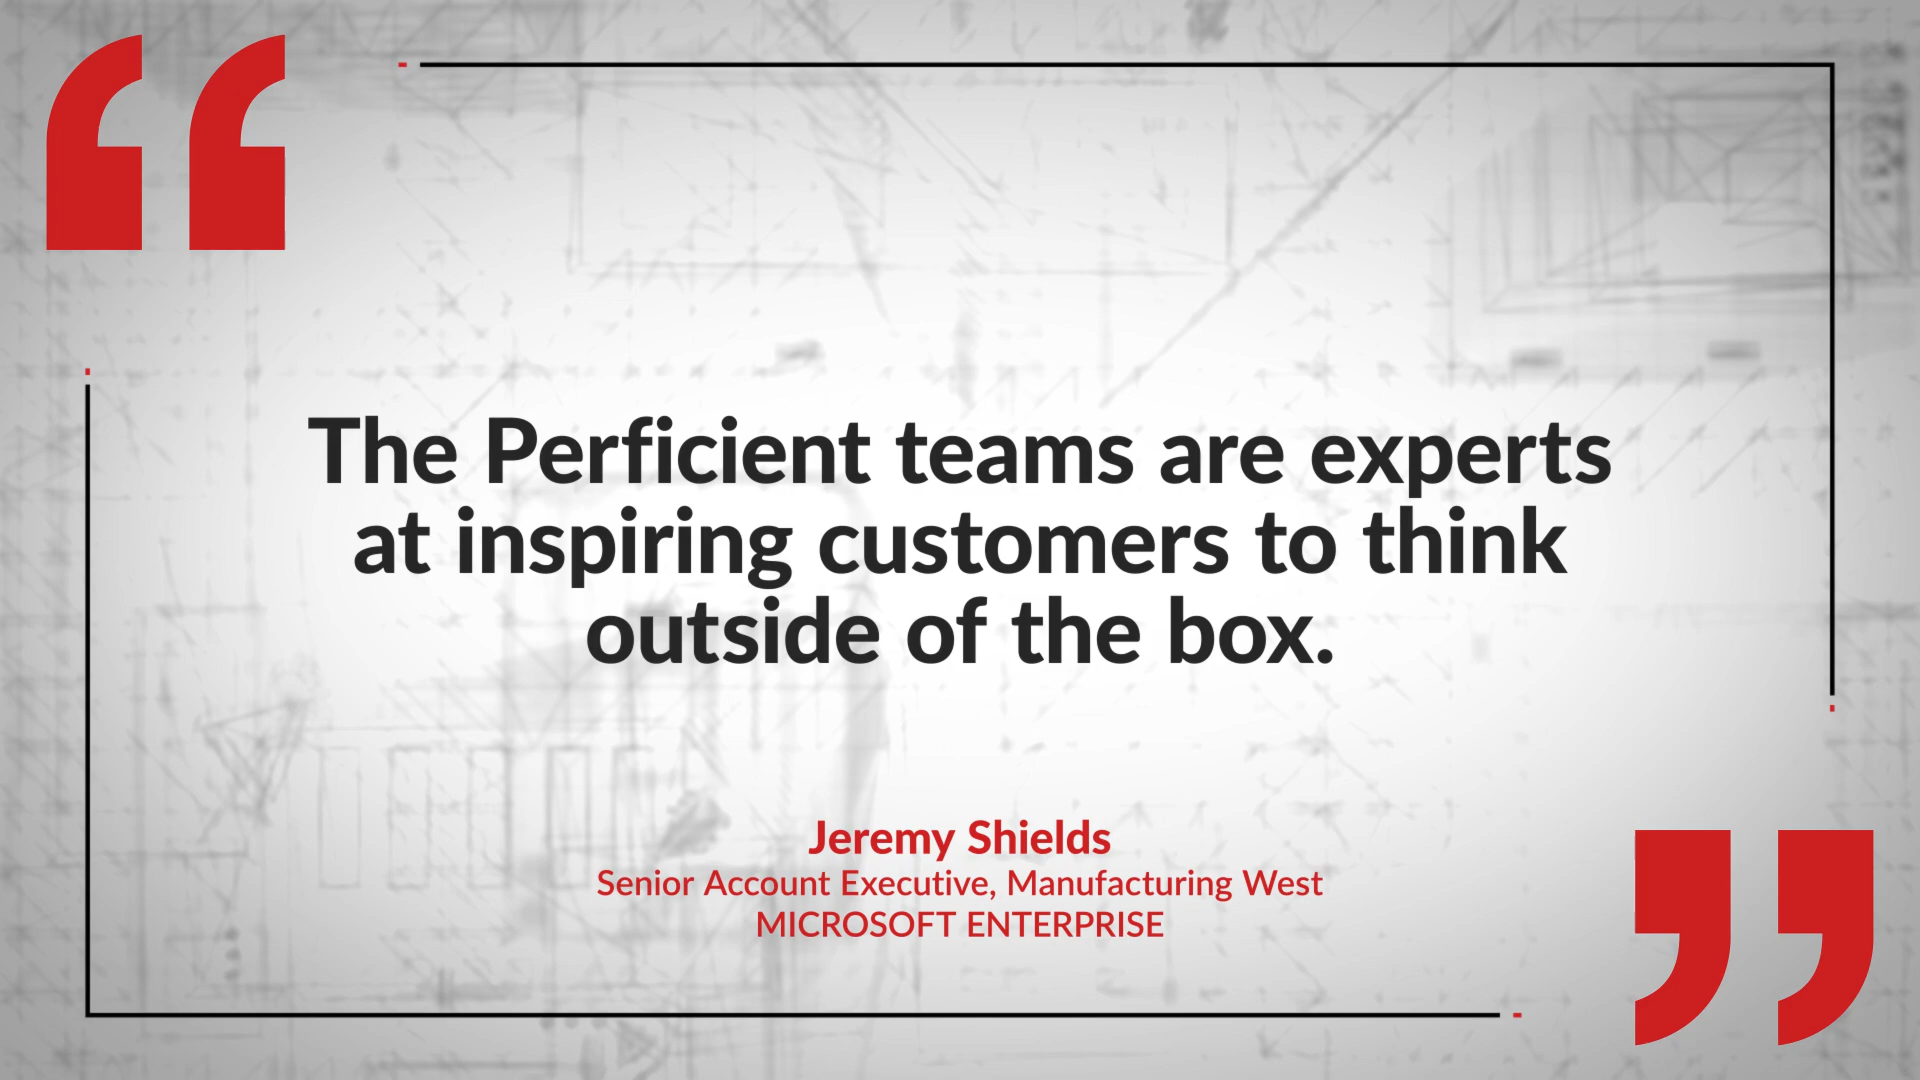 “
The Perficient teams are experts
at inspiring customers to think
outside of the box.
Jeremy Shields
Senior Account Executive, Manufacturing West
MICROSOFT ENTERPRISE
”